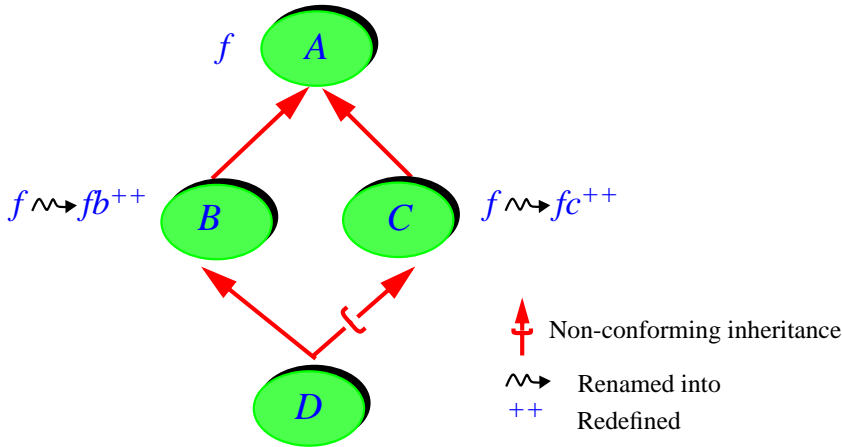 f A
f fb++ B C f fc++
Non-conforming inheritance
D
Renamed into
++ Redefined